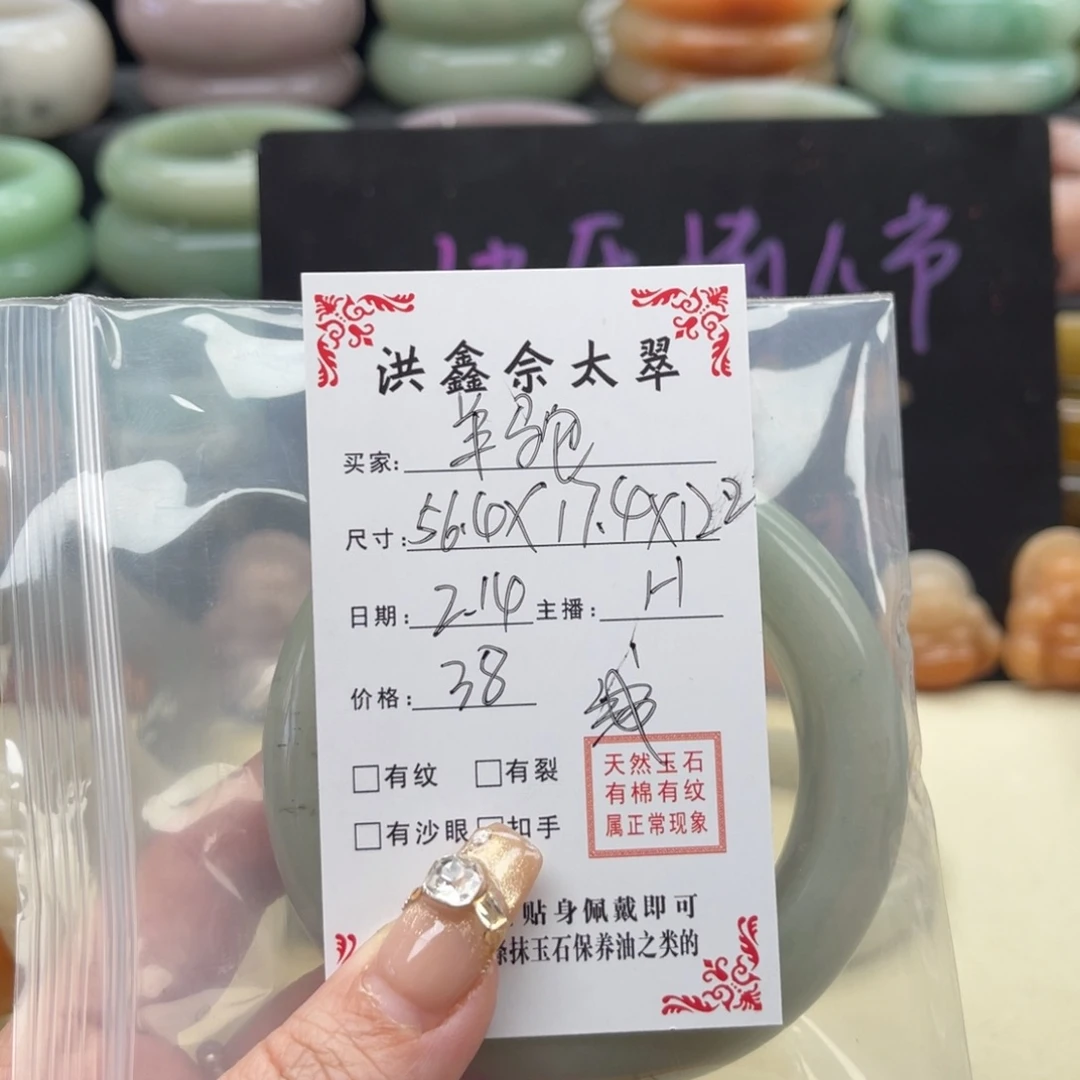 洪鑫余太翠
买家:羊驼
尺寸:56.4X17.4X12.2
日期:2-14 主播:H
价格:38
□有纹 □有裂
□有沙眼 扣手
天然玉石
有棉有纹
属正常现象
贴身佩戴即可
涂抹玉石保养油之类的